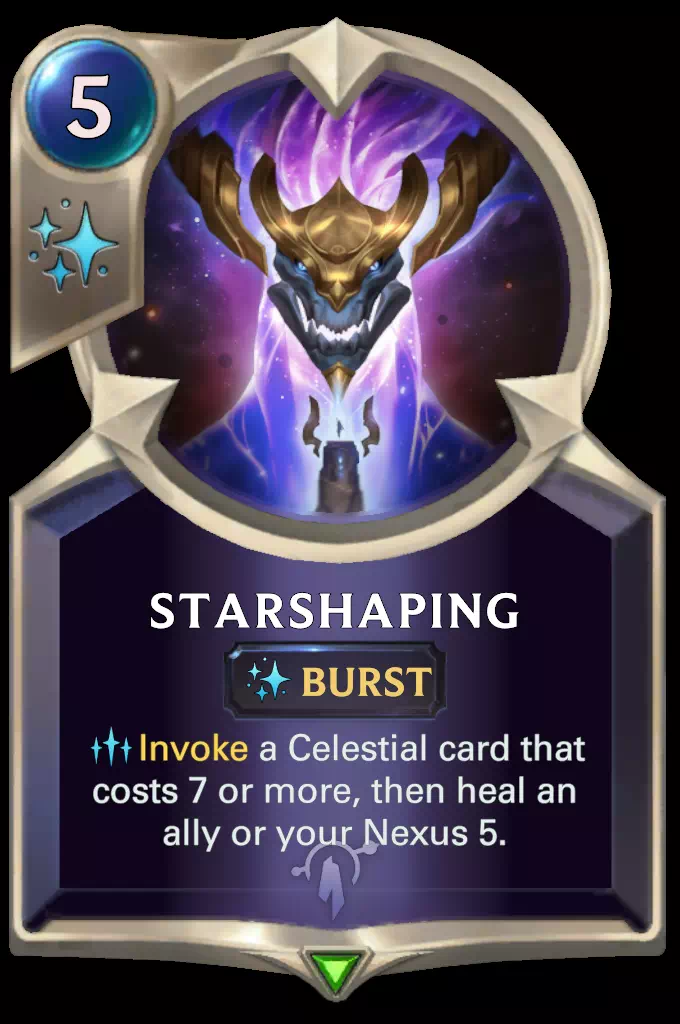 5
STARSHAPING
BURST
Invoke a Celestial card that
costs 7 or more, then heal an
ally or your Nexus 5.